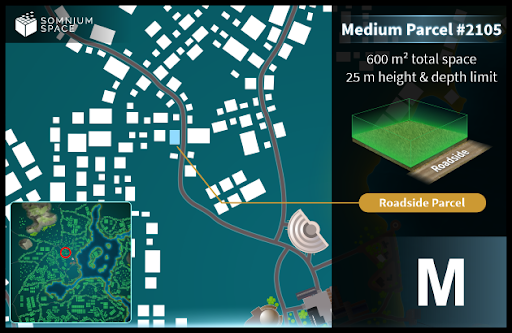 SOMNIUM
SPACE
Medium Parcel #2105
600 m² total space
25 m height & depth limit
Roadside
Roadside Parcel
M